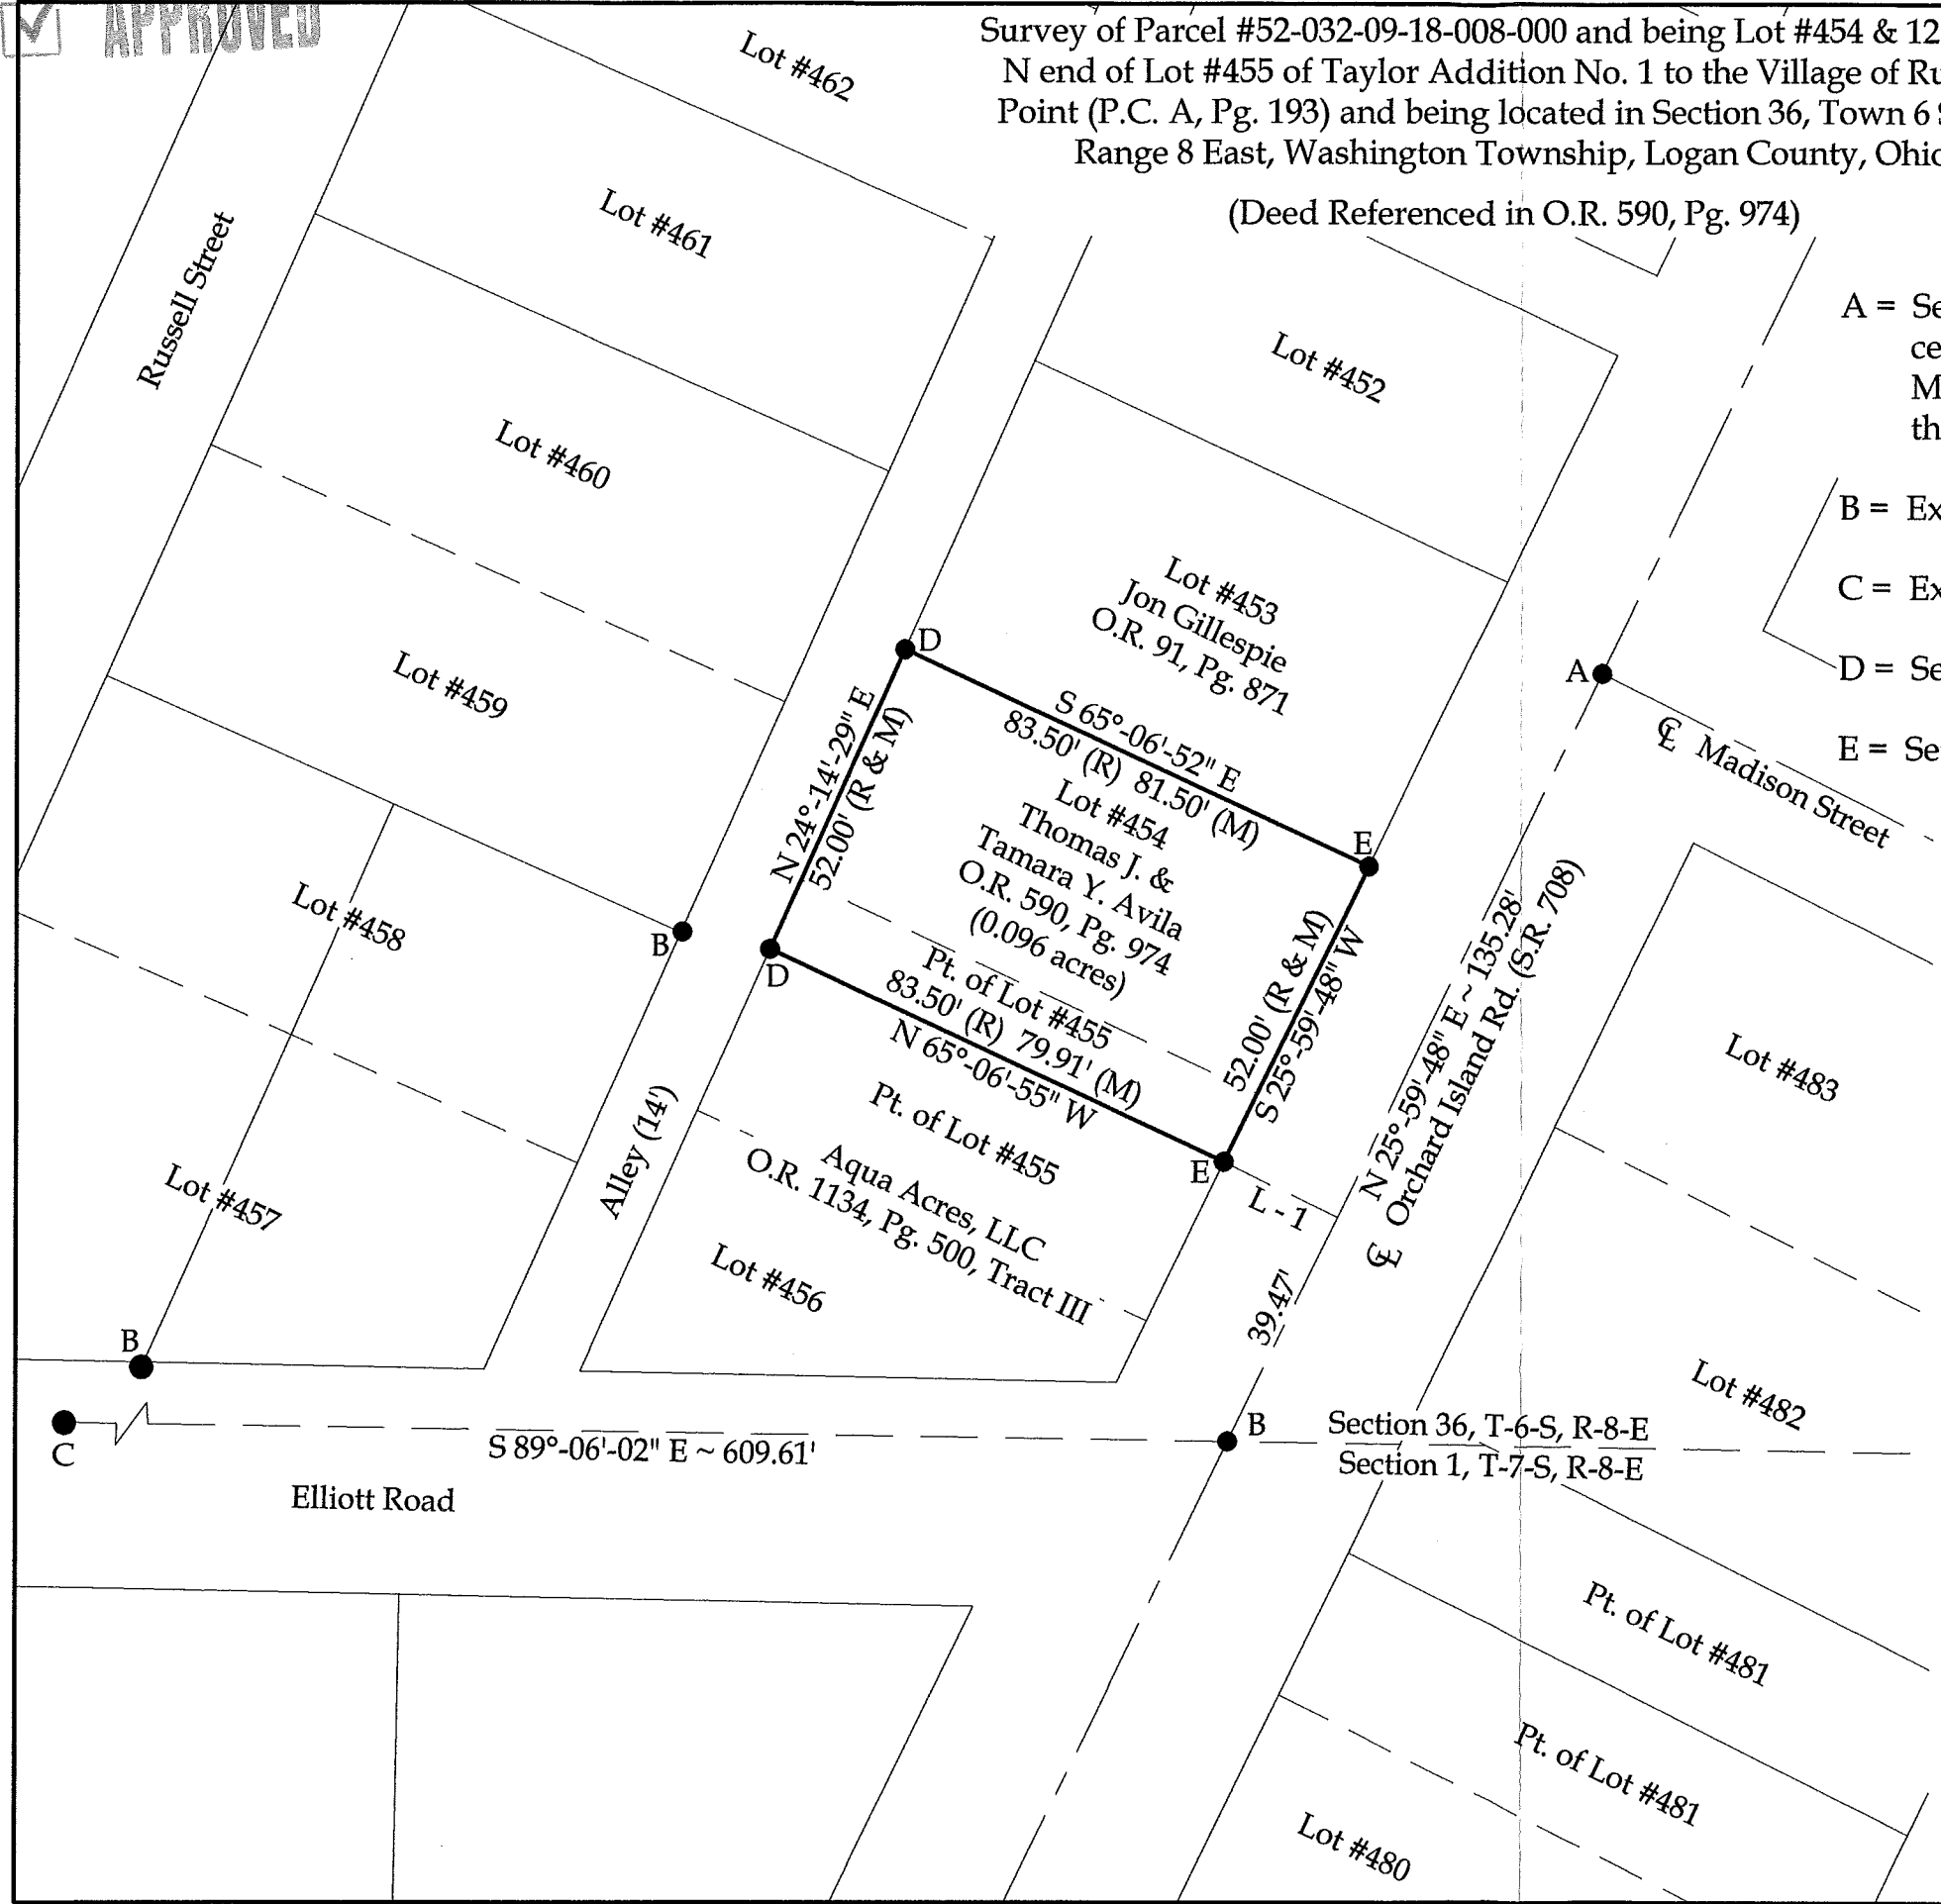 APPROVED
Survey of Parcel #52-032-09-18-008-000 and being Lot #454 & 12
N end of Lot #455 of Taylor Addition No. 1 to the Village of Ru
Point (P.C. A, Pg. 193) and being located in Section 36, Town 6 S
Range 8 East, Washington Township, Logan County, Ohio
(Deed Referenced in O.R. 590, Pg. 974)
Lot #462
Lot #461
Russell Street
Lot #460
Lot #459
Lot #458
Lot #457
Lot #452
A = Se
ce
M
th
B = Ex
C = Ex
D = Se
E = Se
Lot #453
Jon Gillespie
O.R. 91, Pg. 871
D
A
S 65°-06'-52" E
83.50' (R) 81.50' (M)
N 24°-14'-29" E
52.00' (R & M)
Lot #454
Thomas J. &
Tamara Y. Avila
O.R. 590, Pg. 974
(0.096 acres)
E
℄ Madison Street
B
D
Pt. of Lot #455
83.50' (R) 79.91' (M)
N 65°-06'-55" W
52.00' (R & M)
S 25°-59'-48" W
N 25°-59'-48" E ~ 135.28'
℄ Orchard Island Rd. (S.R. 708)
Lot #483
Alley (14')
Pt. of Lot #455
Aqua Acres, LLC
O.R. 1134, Pg. 500, Tract III
E
L - 1
Lot #456
39.47'
Lot #482
B
C
S 89°-06'-02" E ~ 609.61'
B
Section 36, T-6-S, R-8-E
Section 1, T-7-S, R-8-E
Elliott Road
Pt. of Lot #481
Pt. of Lot #481
Lot #480